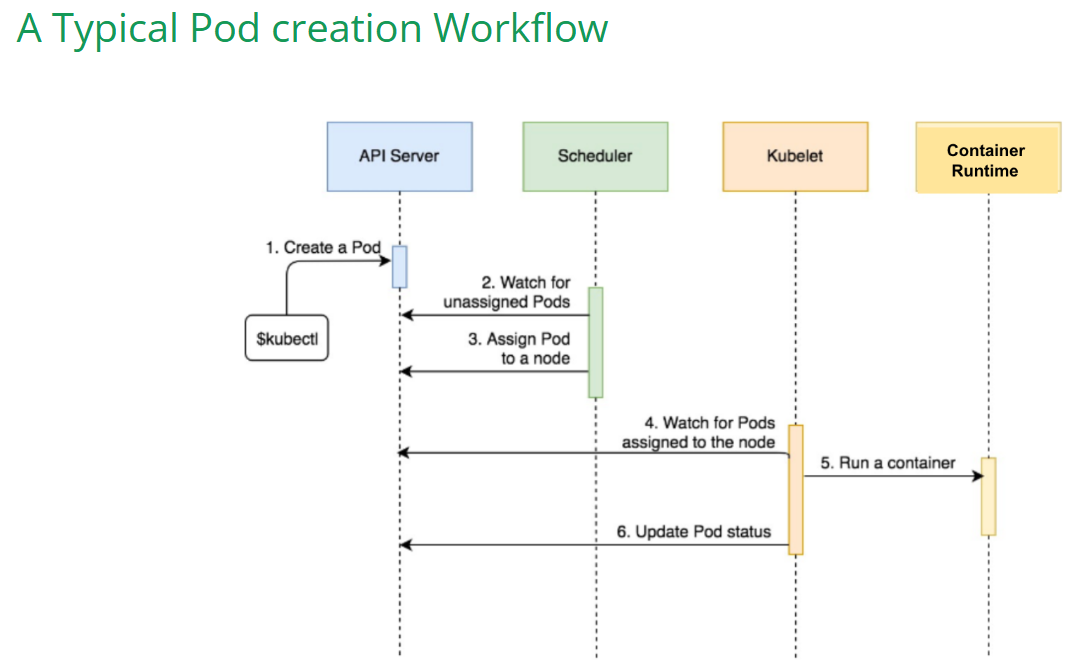 A Typical Pod creation Workflow
API Server
Scheduler
Kubelet
Container
Runtime
1. Create a Pod
$kubectl
2. Watch for
unassigned Pods
3. Assign Pod
to a node
4. Watch for Pods
assigned to the node
5. Run a container
6. Update Pod status